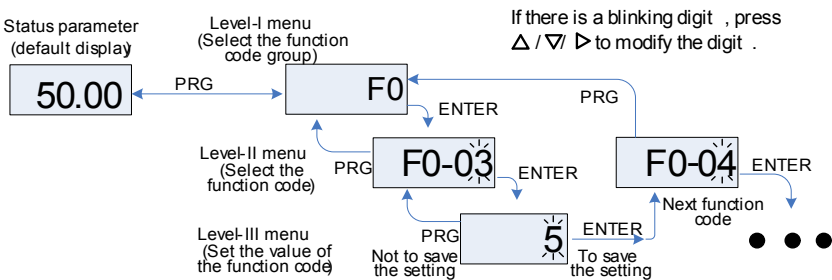 Status parameter
(default display)
50.00
PRG
Level-I menu
(Select the function
code group)
F0
ENTER
If there is a blinking digit , press
△ / ▽/ ▷ to modify the digit .
PRG
Level-II menu
(Select the
function code)
PRG
F0-03
ENTER
F0-04
ENTER
Next function
code
Level-III menu
(Set the value of
the function code)
PRG
Not to save
the setting
5
ENTER
To save
the setting
● ● ●